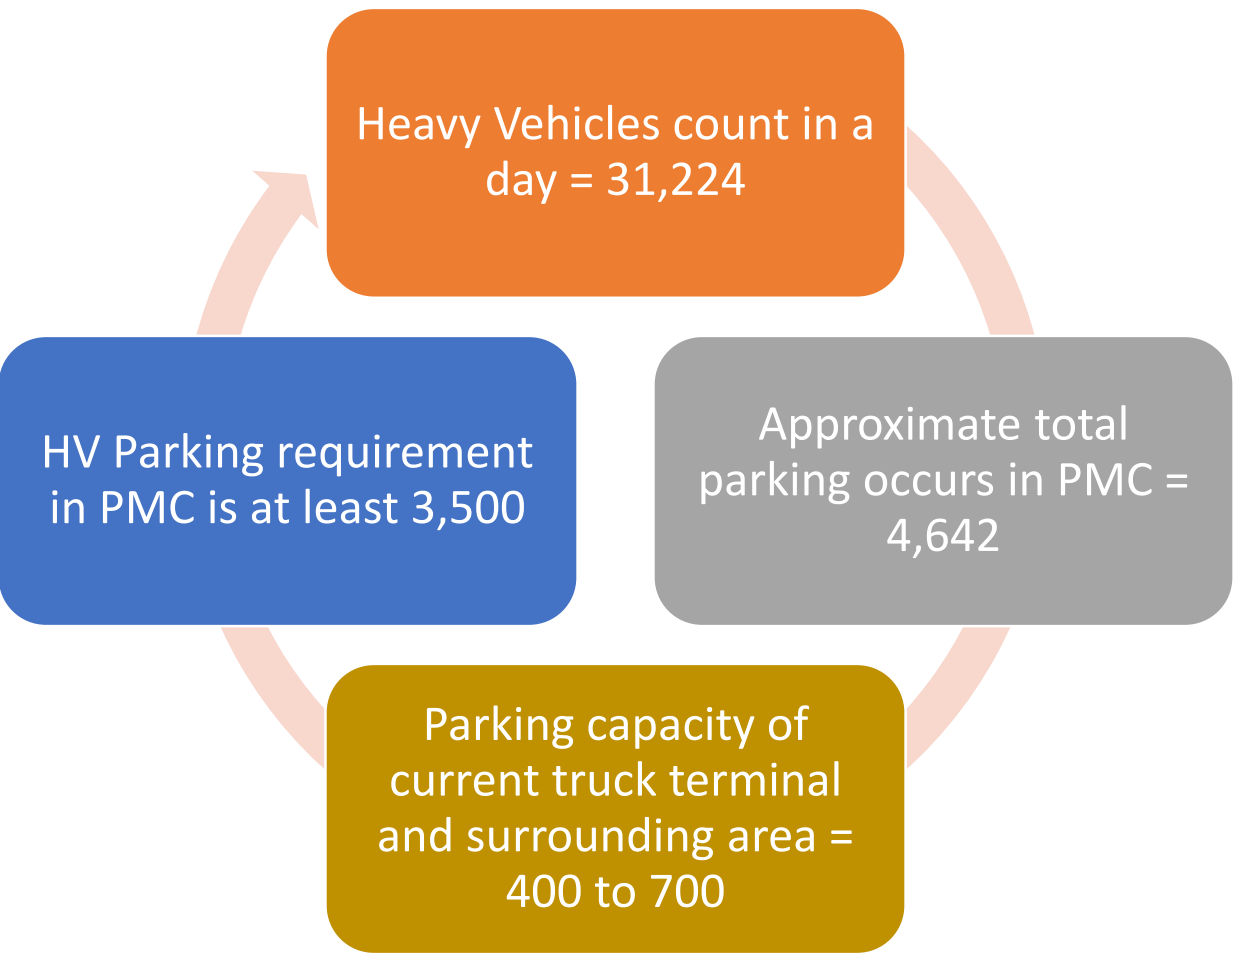 Heavy Vehicles count in a
day = 31,224
Approximate total
parking occurs in PMC =
4,642
Parking capacity of
current truck terminal
and surrounding area =
400 to 700
HV Parking requirement
in PMC is at least 3,500